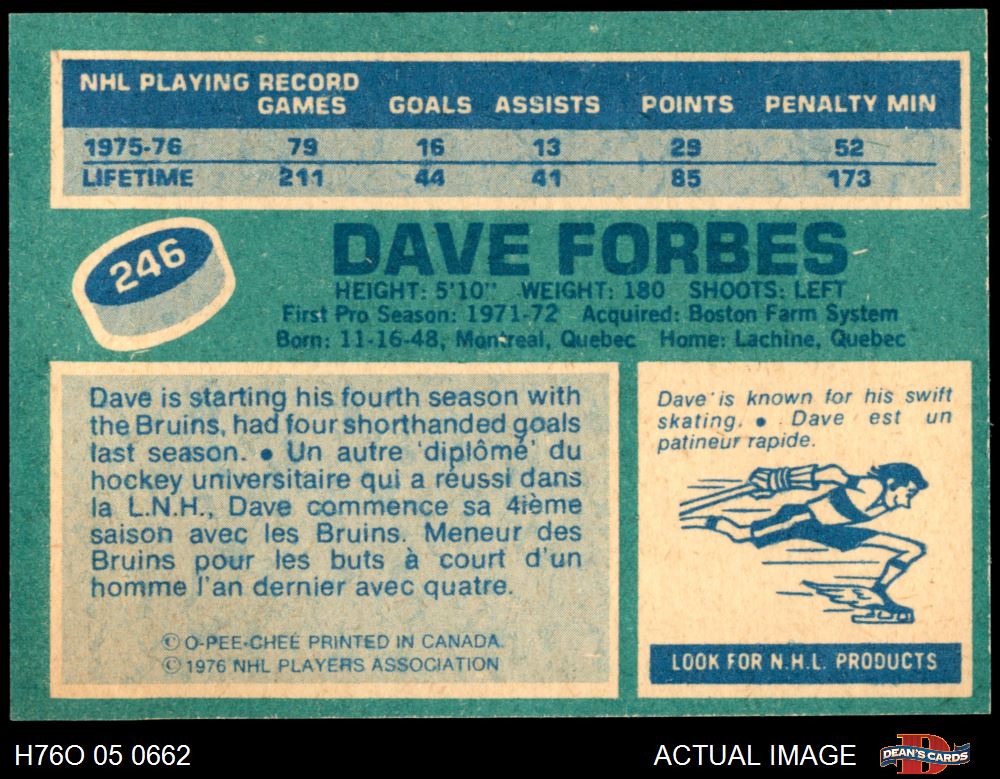 NHL PLAYING RECORD
GAMES GOALS ASSISTS POINTS PENALTY MIN
1975-76 79 16 13 29 52
LIFETIME 211 44 41 85 173
246
DAVE FORBES
HEIGHT: 5'10" WEIGHT: 180 SHOOTS: LEFT
First Pro Season: 1971-72 Acquired: Boston Farm System
Born: 11-16-48, Montreal, Quebec Home: Lachine, Quebec
Dave is starting his fourth season with
the Bruins, had four shorthanded goals
last season. ● Un autre 'diplômé' du
hockey universitaire qui a réussi dans
la L.N.H., Dave commence sa 4ième
saison avec les Bruins. Meneur des
Bruins pour les buts à court d'un
homme l'an dernier avec quatre.
© O-PEE-CHEE PRINTED IN CANADA.
© 1976 NHL PLAYERS ASSOCIATION
Dave is known for his swift
skating. ● Dave est un
patineur rapide.
LOOK FOR N.H.L. PRODUCTS
H76O 05 0662
ACTUAL IMAGE
DEAN'S CARDS